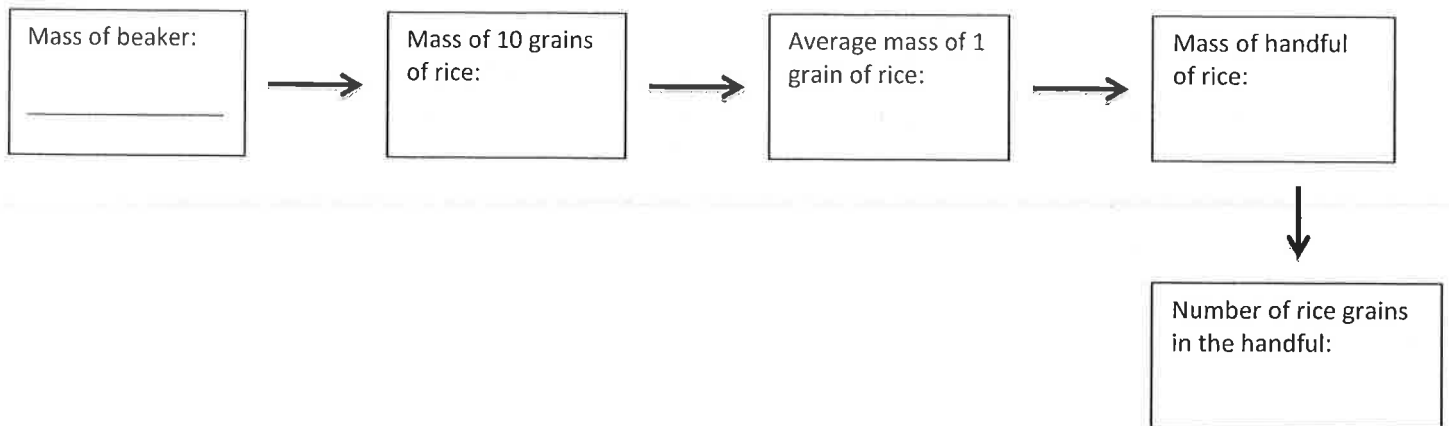 Mass of beaker:
Mass of 10 grains
of rice:
Average mass of 1
grain of rice:
Mass of handful
of rice:
Number of rice grains
in the handful: